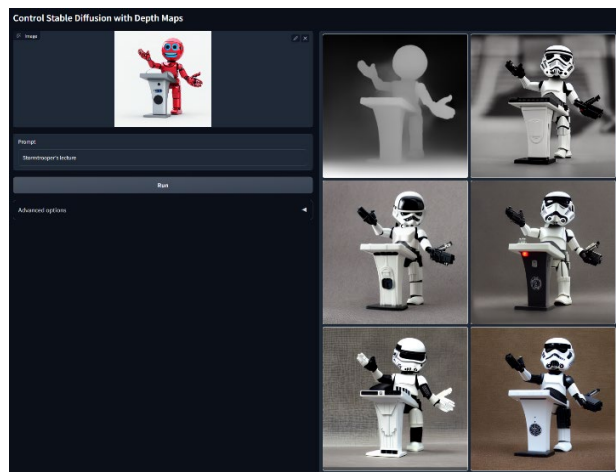 Control Stable Diffusion with Depth Maps
Image
Prompt
Stormtrooper's lecture
Run
Advanced options